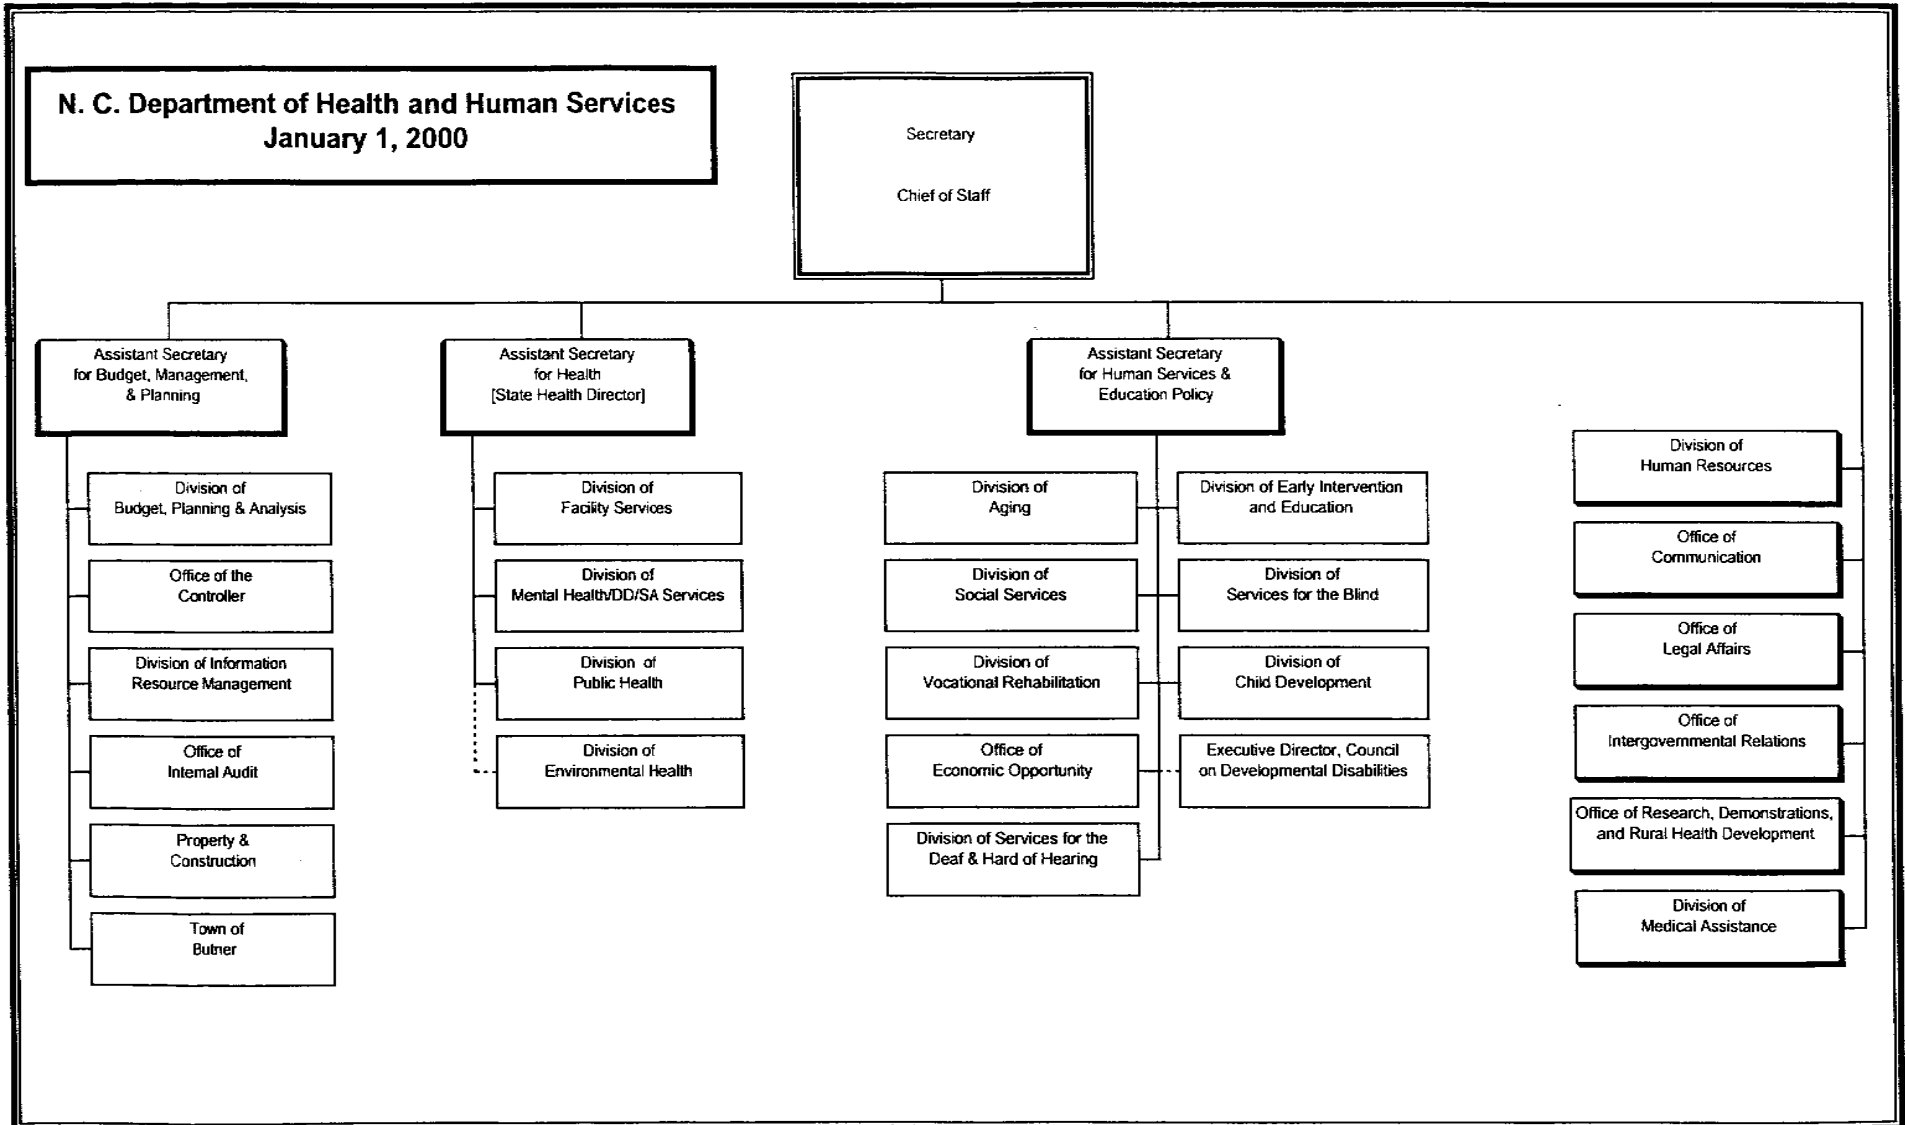 N. C. Department of Health and Human Services
January 1, 2000
Secretary
Chief of Staff
Assistant Secretary
for Budget, Management,
& Planning
Assistant Secretary
for Health
[State Health Director]
Assistant Secretary
for Human Services &
Education Policy
Division of
Budget, Planning & Analysis
Office of the
Controller
Division of Information
Resource Management
Office of
Internal Audit
Property &
Construction
Town of
Butner
Division of
Facility Services
Division of
Mental Health/DD/SA Services
Division of
Public Health
Division of
Environmental Health
Division of
Aging
Division of
Social Services
Division of
Vocational Rehabilitation
Office of
Economic Opportunity
Division of Services for the
Deaf & Hard of Hearing
Division of Early Intervention
and Education
Division of
Services for the Blind
Division of
Child Development
Executive Director, Council
on Developmental Disabilities
Division of
Human Resources
Office of
Communication
Office of
Legal Affairs
Office of
Intergovernmental Relations
Office of Research, Demonstrations,
and Rural Health Development
Division of
Medical Assistance